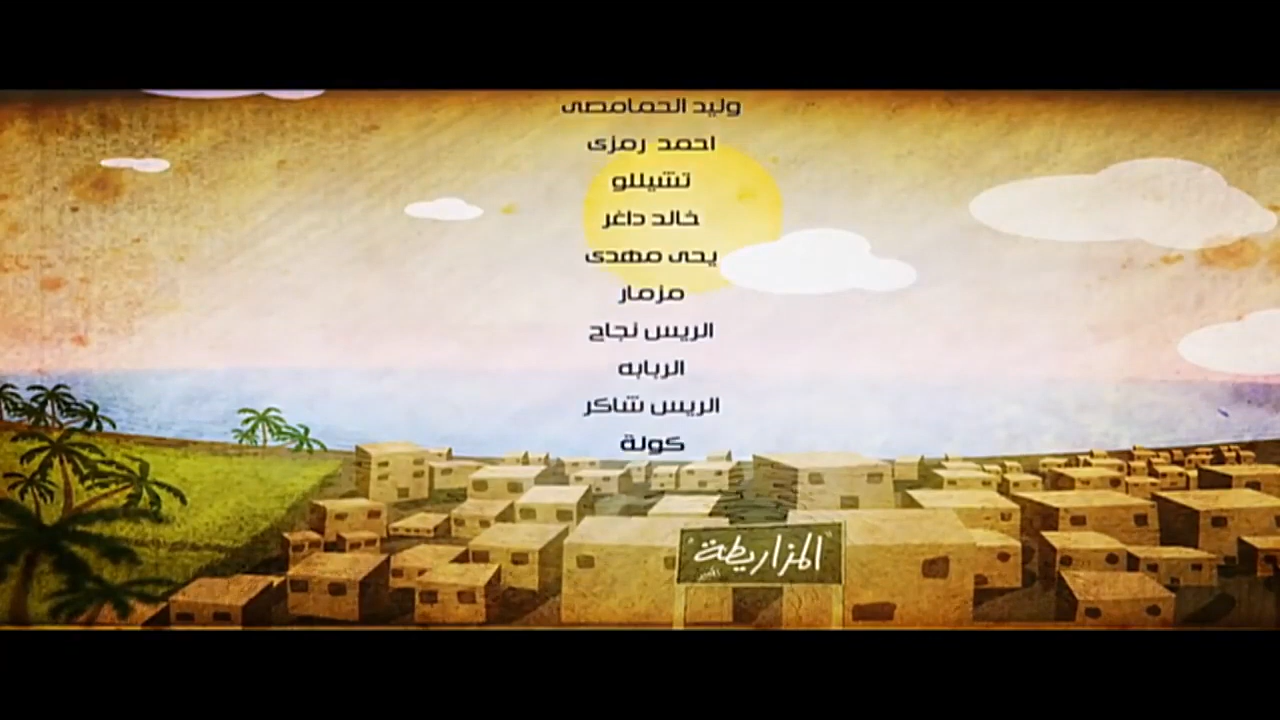 وليد الحمامصى
احمد رمزى
تشيللو
خالد داغر
يحى مهدى
مزمار
الريس نجاح
الربابه
الريس شاكر
كولة
"المزاريطة"